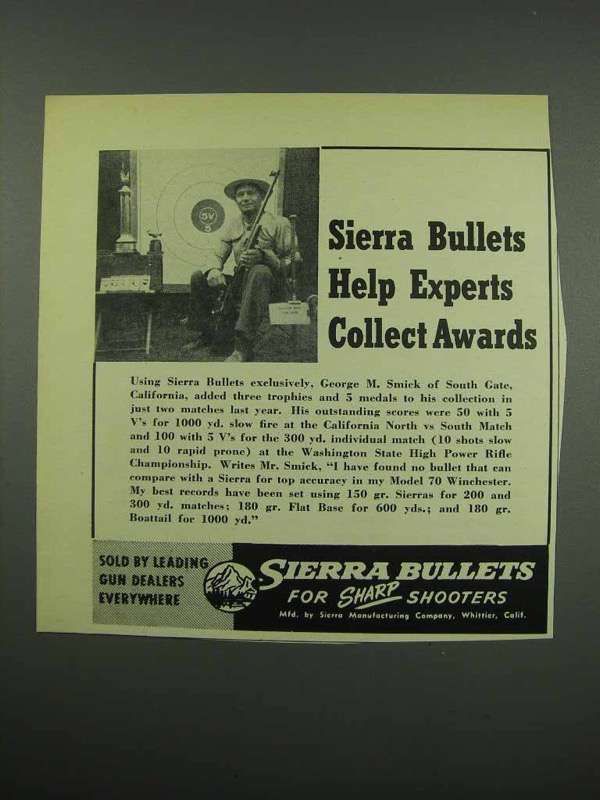 5V
5
Sierra Bullets
Help Experts
Collect Awards
Using Sierra Bullets exclusively, George M. Smick of South Gate,
California, added three trophies and 5 medals to his collection in
just two matches last year. His outstanding scores were 50 with 5
V's for 1000 yd. slow fire at the California North vs South Match
and 100 with 5 V's for the 300 yd. individual match (10 shots slow
and 10 rapid prone) at the Washington State High Power Rifle
Championship. Writes Mr. Smick, "I have found no bullet that can
compare with a Sierra for top accuracy in my Model 70 Winchester.
My best records have been set using 150 gr. Sierras for 200 and
300 yd. matches; 180 gr. Flat Base for 600 yds.; and 180 gr.
Boattail for 1000 yd."
SOLD BY LEADING
GUN DEALERS
EVERYWHERE
SIERRA BULLETS
FOR SHARP SHOOTERS
Mfd. by Sierra Manufacturing Company, Whittier, Calif.